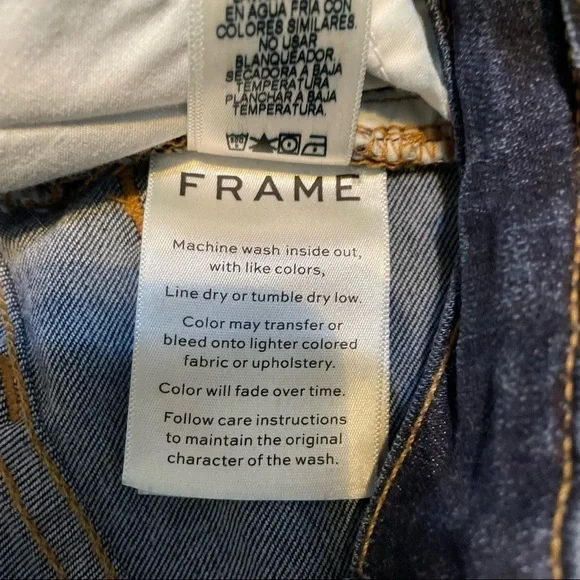 EN AGUA FRIA CON
COLORES SIMILARES.
NO USAR
BLANQUEADOR.
SECADORA A BAJA
TEMPERATURA.
PLANCHAR A BAJA
TEMPERATURA.
FRAME
Machine wash inside out,
with like colors,
Line dry or tumble dry low.
Color may transfer or
bleed onto lighter colored
fabric or upholstery.
Color will fade over time.
Follow care instructions
to maintain the original
character of the wash.